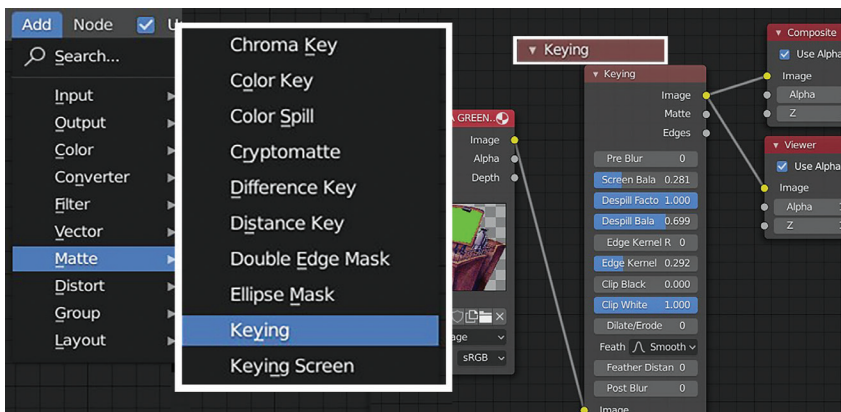 Add Node U
Search...
Input
Output
Color
Converter
Filter
Vector
Matte
Distort
Group
Layout
Chroma Key
Color Key
Color Spill
Cryptomatte
Difference Key
Distance Key
Double Edge Mask
Ellipse Mask
Keying
Keying Screen
A GREEN..
Image
Alpha
Depth
age
sRGB
Keying
Keying
Image
Matte
Edges
Pre Blur 0
Screen Bala 0.281
Despill Facto 1.000
Despill Bala 0.699
Edge Kernel R 0
Edge Kernel 0.292
Clip Black 0.000
Clip White 1.000
Dilate/Erode 0
Feath Smooth
Feather Distan 0
Post Blur 0
Image
Composite
Use Alpha
Image
Alpha
Z
Viewer
Use Alpha
Image
Alpha
Z